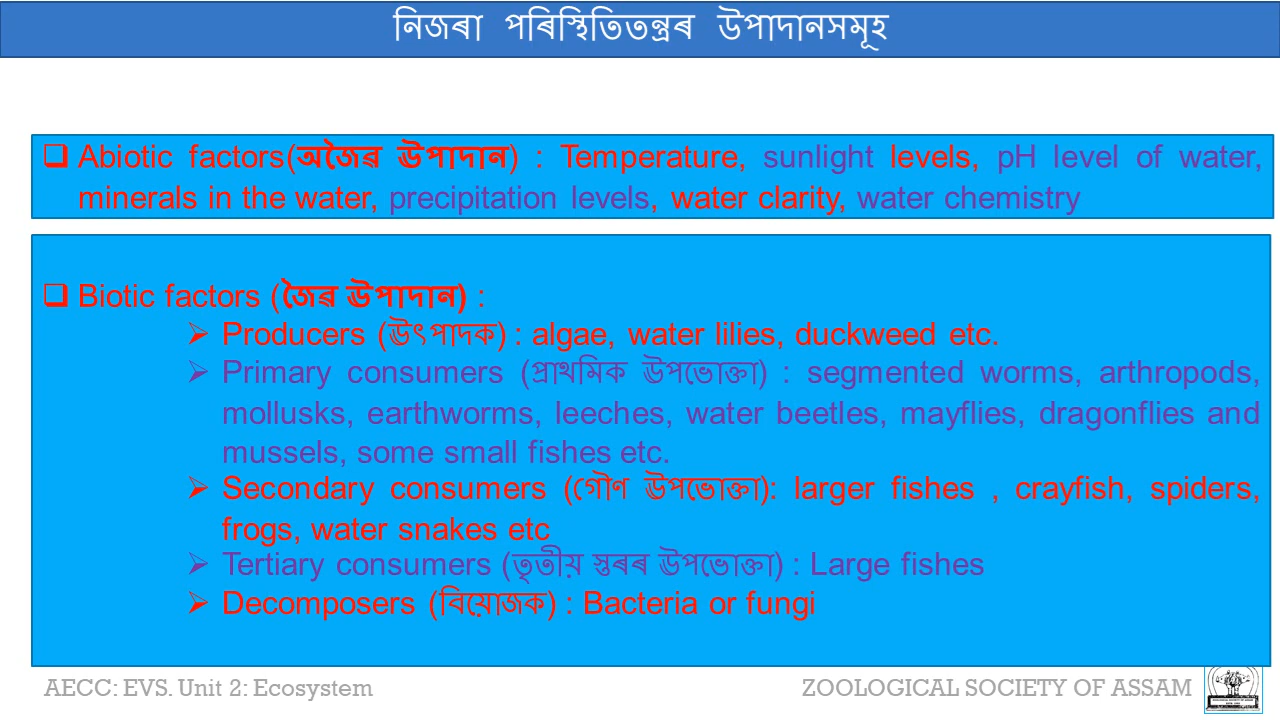 নিজৰা পৰিস্থিতিতন্ত্ৰৰ উপাদানসমূহ
Abiotic factors(অজৈৱ উপাদান) : Temperature, sunlight levels, pH level of water,
minerals in the water, precipitation levels, water clarity, water chemistry
Biotic factors (জৈৱ উপাদান) :
Producers (উৎপাদক) : algae, water lilies, duckweed etc.
Primary consumers (প্ৰাথমিক উপভোক্তা) : segmented worms, arthropods,
mollusks, earthworms, leeches, water beetles, mayflies, dragonflies and
mussels, some small fishes etc.
Secondary consumers (গৌণ উপভোক্তা): larger fishes , crayfish, spiders,
frogs, water snakes etc
Tertiary consumers (তৃতীয় স্তৰৰ উপভোক্তা) : Large fishes
Decomposers (বিয়োজক) : Bacteria or fungi
AECC: EVS. Unit 2: Ecosystem
ZOOLOGICAL SOCIETY OF ASSAM